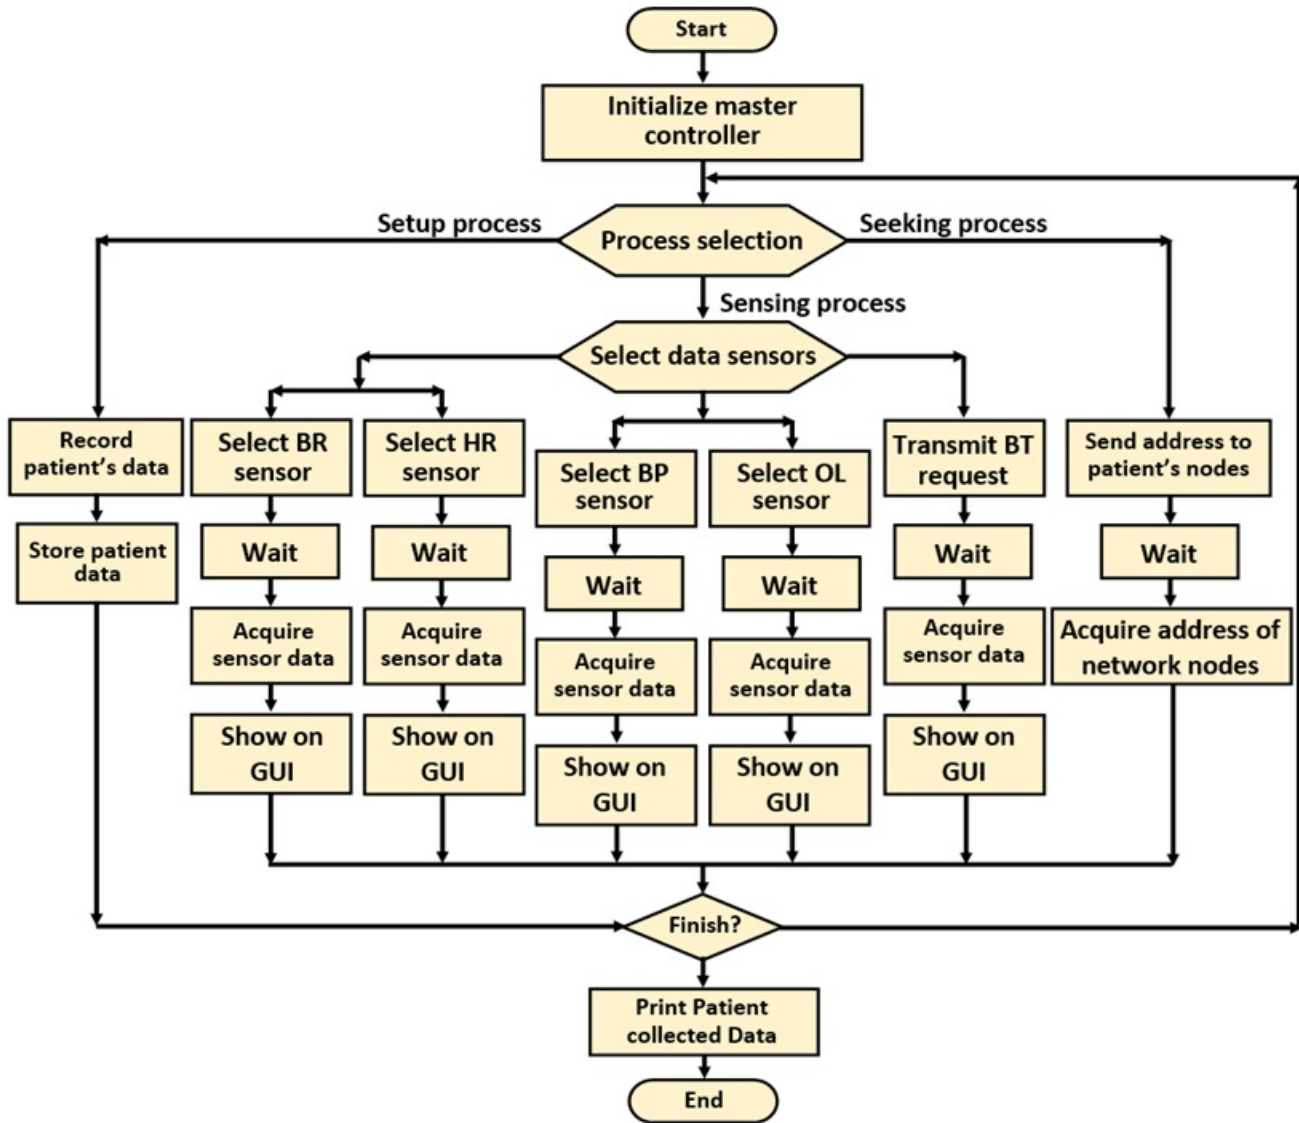 Start
Initialize master
controller
Setup process
Process selection
Seeking process
Sensing process
Select data sensors
Record
patient's data
Store patient
data
Select BR
sensor
Wait
Acquire
sensor data
Show on
GUI
Select HR
sensor
Wait
Acquire
sensor data
Show on
GUI
Select BP
sensor
Wait
Acquire
sensor data
Show on
GUI
Select OL
sensor
Wait
Acquire
sensor data
Show on
GUI
Transmit BT
request
Wait
Acquire
sensor data
Show on
GUI
Send address to
patient's nodes
Wait
Acquire address of
network nodes
Finish?
Print Patient
collected Data
End